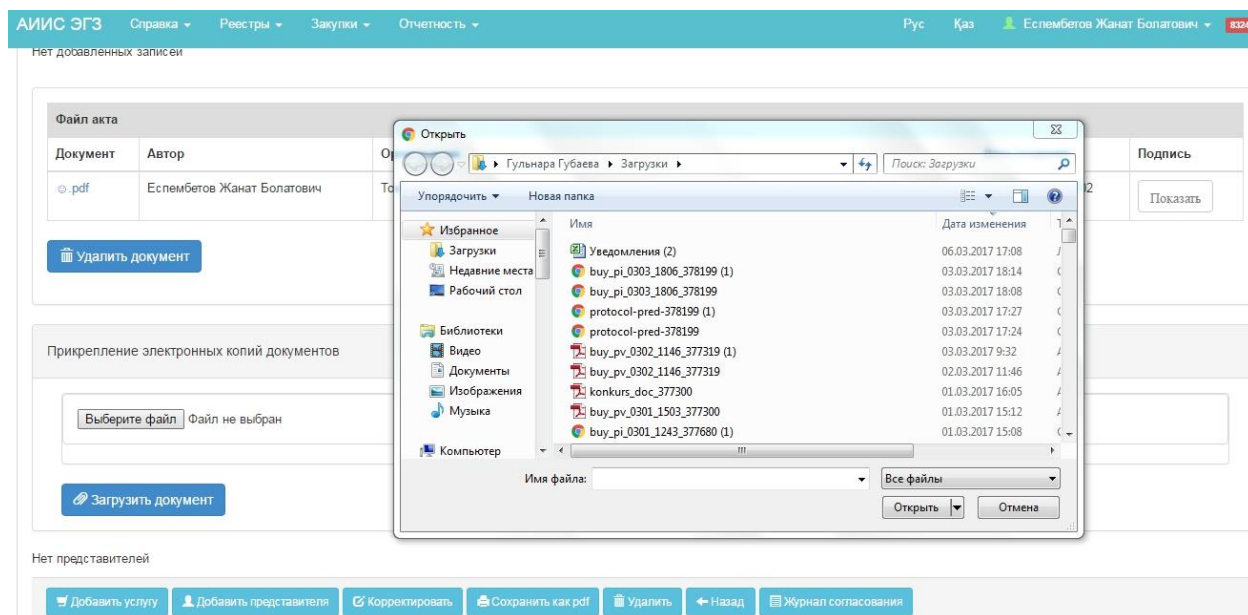 АИИС ЭГЗ Справка Реестры Закупки Отчетность Рус Қаз Еспембетов Жанат Болатович
Нет добавленных записей
Файл акта
Документ Автор Подпись
.pdf Еспембетов Жанат Болатович Показать
Удалить документ
Прикрепление электронных копий документов
Выберите файл Файл не выбран
Загрузить документ
Нет представителей
Добавить услугу Добавить представителя Корректировать Сохранить как pdf Удалить Назад Журнал согласования
Открыть
Гульнара Губаева Загрузки Поиск: Загрузки
Упорядочить Новая папка
Избранное
Загрузки
Недавние места
Рабочий стол
Библиотеки
Видео
Документы
Изображения
Музыка
Компьютер
Имя Дата изменения
Уведомления (2) 06.03.2017 17:08
buy_pi_0303_1806_378199 (1) 03.03.2017 18:14
buy_pi_0303_1806_378199 03.03.2017 18:08
protocol-pred-378199 (1) 03.03.2017 17:27
protocol-pred-378199 03.03.2017 17:24
buy_pv_0302_1146_377319 (1) 03.03.2017 9:32
buy_pv_0302_1146_377319 02.03.2017 11:46
konkurs_doc_377300 01.03.2017 16:05
buy_pv_0301_1503_377300 01.03.2017 15:12
buy_pi_0301_1243_377680 (1) 01.03.2017 15:08
Имя файла: Все файлы
Открыть Отмена